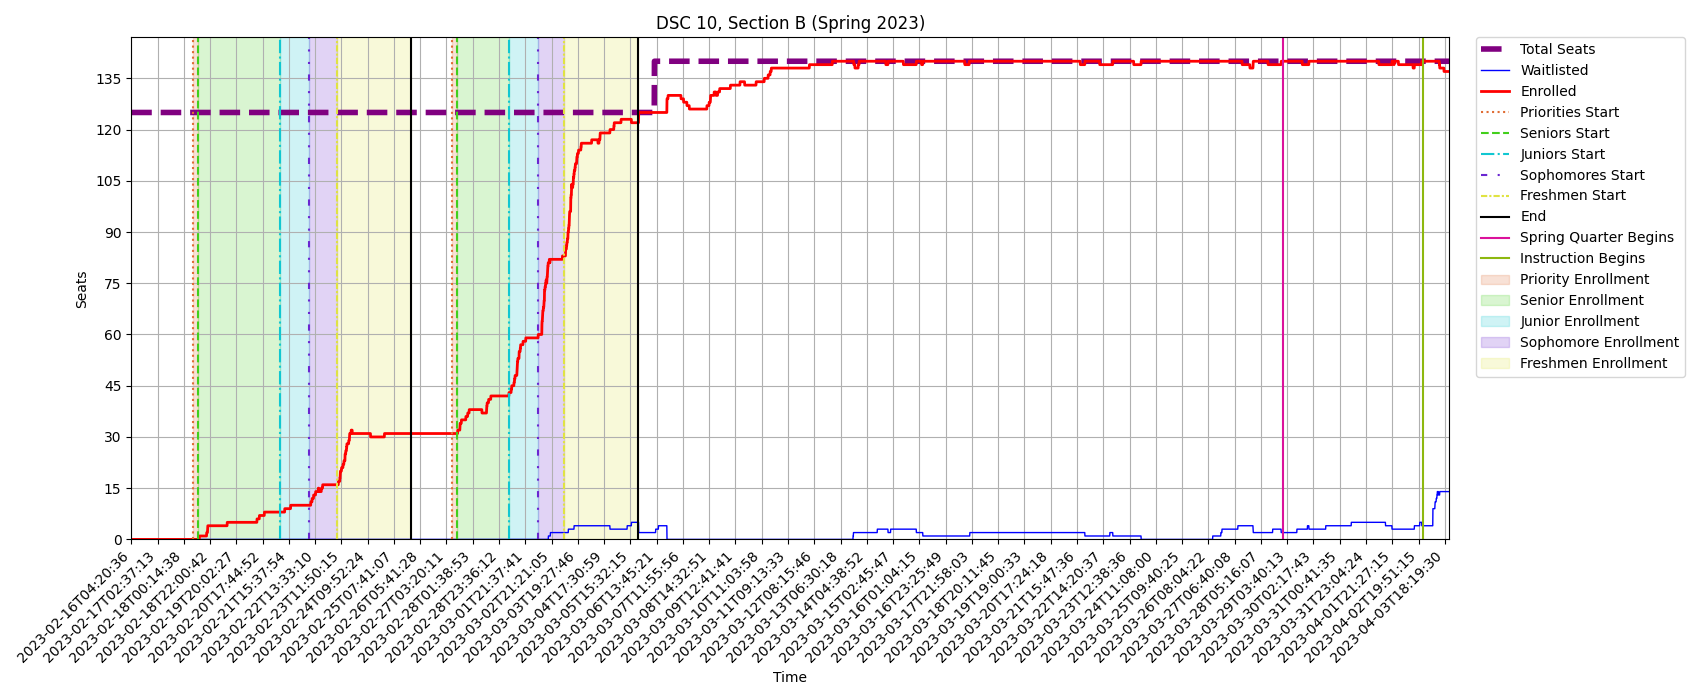 DSC 10, Section B (Spring 2023)
Seats
135
120
105
90
75
60
45
30
15
0
2023-02-16T04:20:36
2023-02-17T02:37:13
2023-02-18T00:14:38
2023-02-18T22:00:42
2023-02-19T20:02:27
2023-02-20T17:44:52
2023-02-21T15:37:54
2023-02-22T13:33:10
2023-02-23T11:50:15
2023-02-24T09:52:24
2023-02-25T07:41:07
2023-02-26T05:41:28
2023-02-27T03:20:11
2023-02-28T01:38:53
2023-02-28T23:36:12
2023-03-01T21:37:41
2023-03-02T21:21:05
2023-03-03T19:27:46
2023-03-04T17:30:59
2023-03-05T15:32:15
2023-03-06T13:45:21
2023-03-07T11:55:56
2023-03-08T14:32:51
2023-03-09T12:41:41
2023-03-10T11:03:58
2023-03-11T09:13:33
2023-03-12T08:15:46
2023-03-13T06:30:18
2023-03-14T04:38:52
2023-03-15T02:45:47
2023-03-16T01:04:15
2023-03-16T23:25:49
2023-03-17T21:58:03
2023-03-18T20:11:45
2023-03-19T19:00:33
2023-03-20T17:24:18
2023-03-21T15:47:36
2023-03-22T14:20:37
2023-03-23T12:38:36
2023-03-24T11:08:00
2023-03-25T09:40:25
2023-03-26T08:04:22
2023-03-27T06:40:08
2023-03-28T05:16:07
2023-03-29T03:40:13
2023-03-30T02:17:43
2023-03-31T00:41:35
2023-03-31T23:04:24
2023-04-01T21:27:15
2023-04-02T19:51:15
2023-04-03T18:19:30
Time
Total Seats
Waitlisted
Enrolled
Priorities Start
Seniors Start
Juniors Start
Sophomores Start
Freshmen Start
End
Spring Quarter Begins
Instruction Begins
Priority Enrollment
Senior Enrollment
Junior Enrollment
Sophomore Enrollment
Freshmen Enrollment